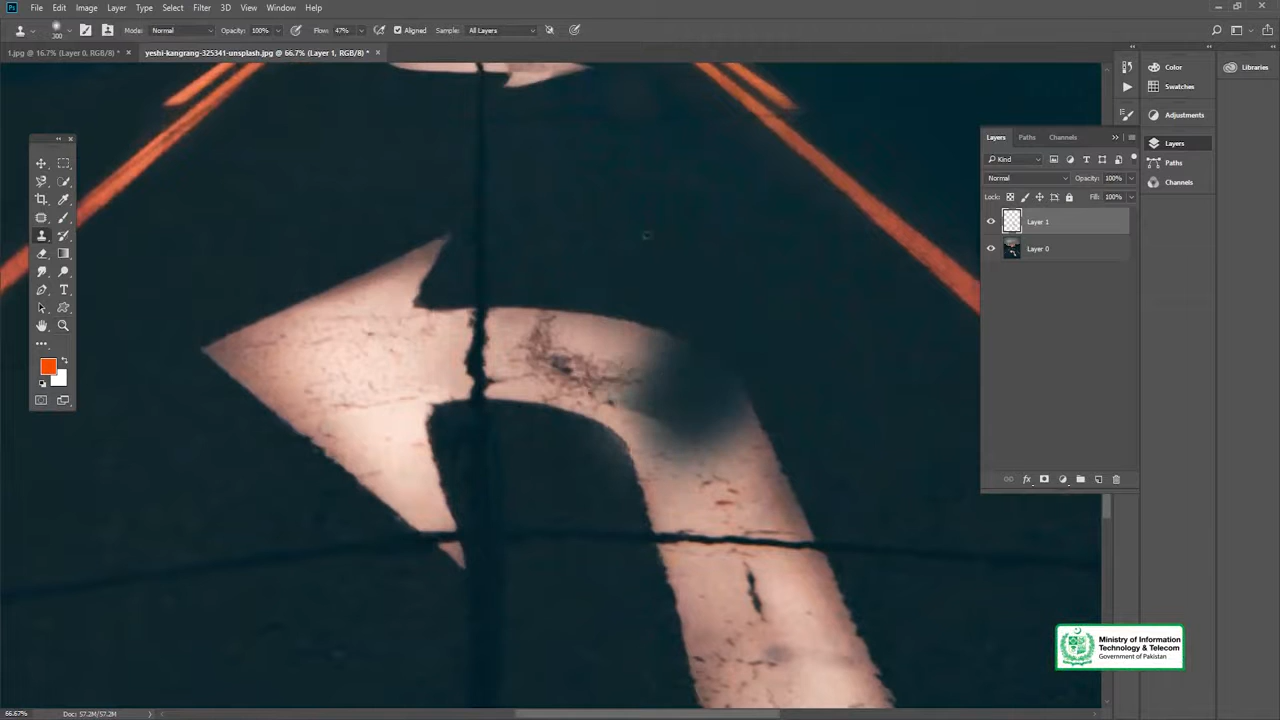 Ps File Edit Image Layer Type Select Filter 3D View Window Help
300 Mode: Normal Opacity: 100% Flow: 47% Aligned Sample: All Layers
1.jpg @ 16.7% (Layer 0, RGB/8*) * × yeshi-kangrang-325341-unsplash.jpg @ 66.7% (Layer 1, RGB/8) * ×
Color Libraries
Swatches
Adjustments
Layers Paths Channels
Layers
Kind
Paths
Normal Opacity: 100%
Channels
Lock: Fill: 100%
Layer 1
Layer 0
fx
Ministry of Information
Technology & Telecom
Government of Pakistan
66.67% Doc: 57.2M/57.2M